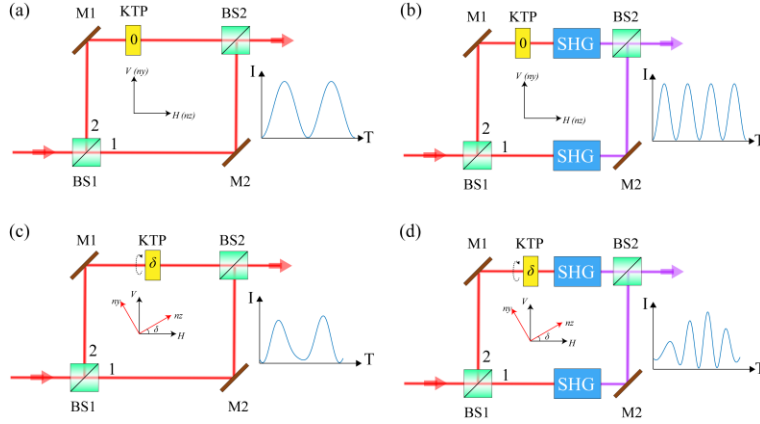 (a)
M1
KTP
BS2
0
V (ny)
H (nz)
I
T
2
1
BS1
M2
(b)
M1
KTP
BS2
0
SHG
V (ny)
H (nz)
I
T
2
1
SHG
BS1
M2
(c)
M1
KTP
BS2
δ
V
ny
nz
δ
H
I
T
2
1
BS1
M2
(d)
M1
KTP
BS2
δ
SHG
V
ny
nz
δ
H
I
T
2
1
SHG
BS1
M2